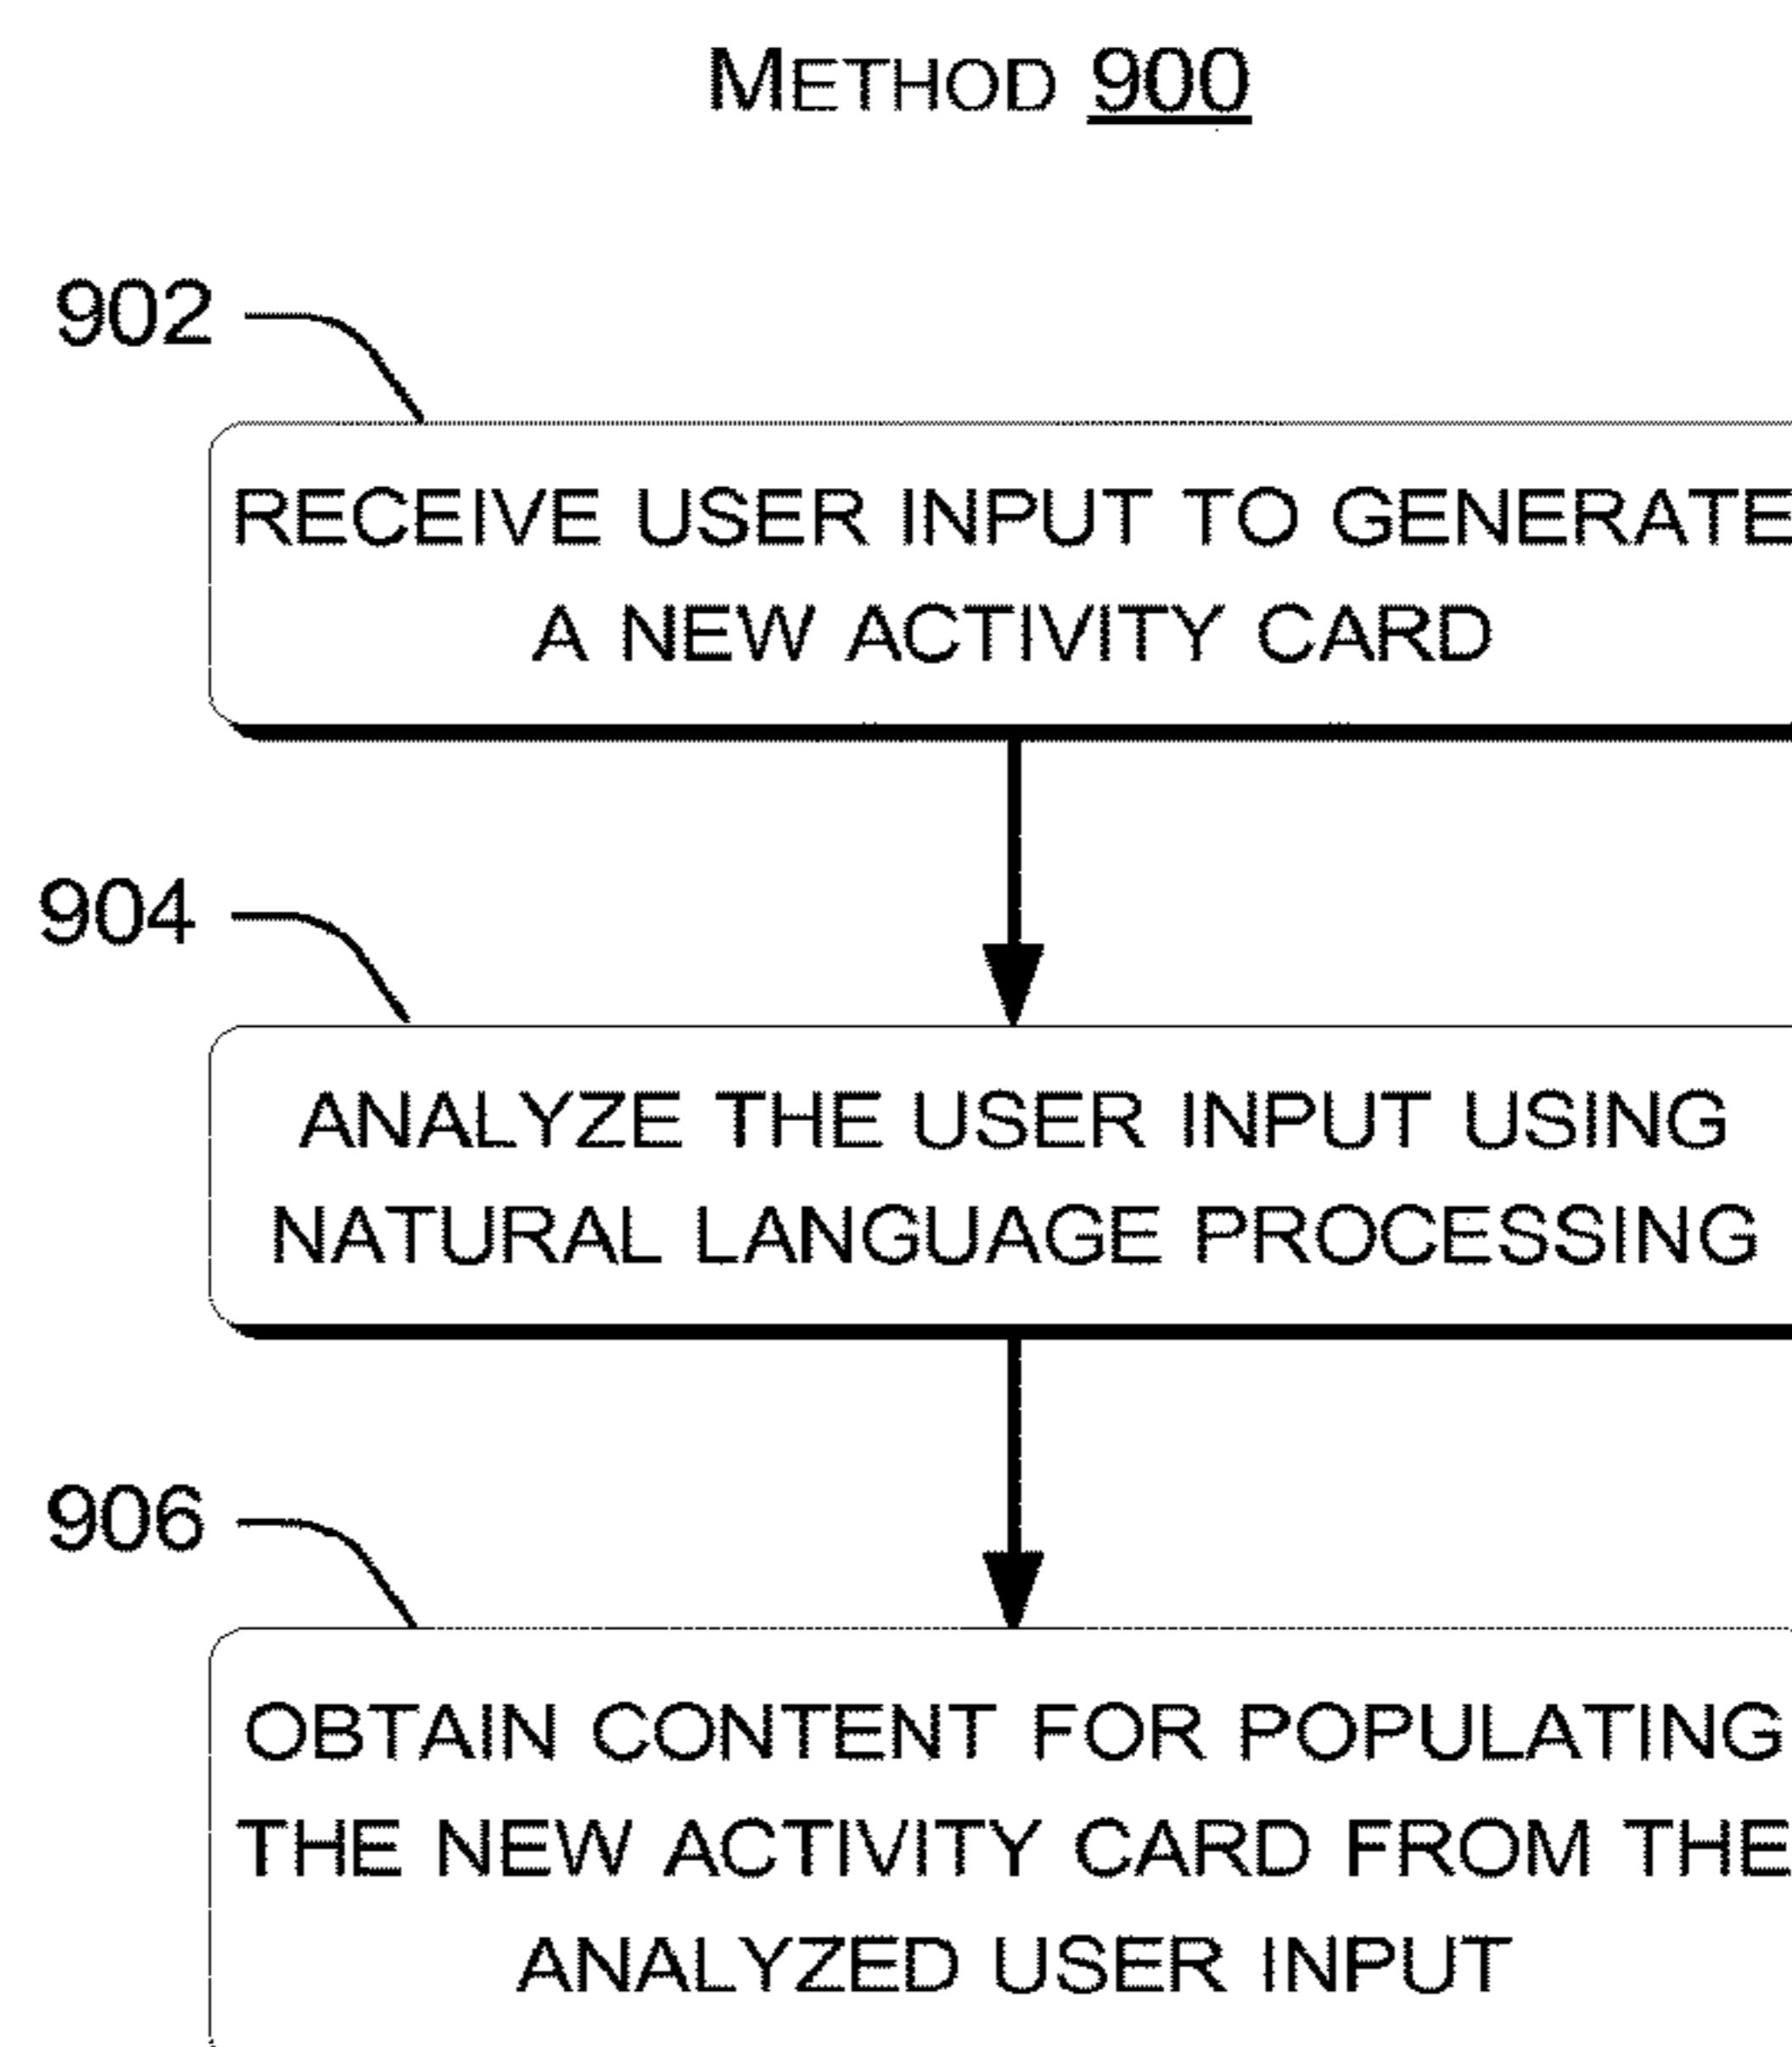 METHOD 900
902
RECEIVE USER INPUT TO GENERATE
A NEW ACTIVITY CARD
904
ANALYZE THE USER INPUT USING
NATURAL LANGUAGE PROCESSING
906
OBTAIN CONTENT FOR POPULATING
THE NEW ACTIVITY CARD FROM THE
ANALYZED USER INPUT